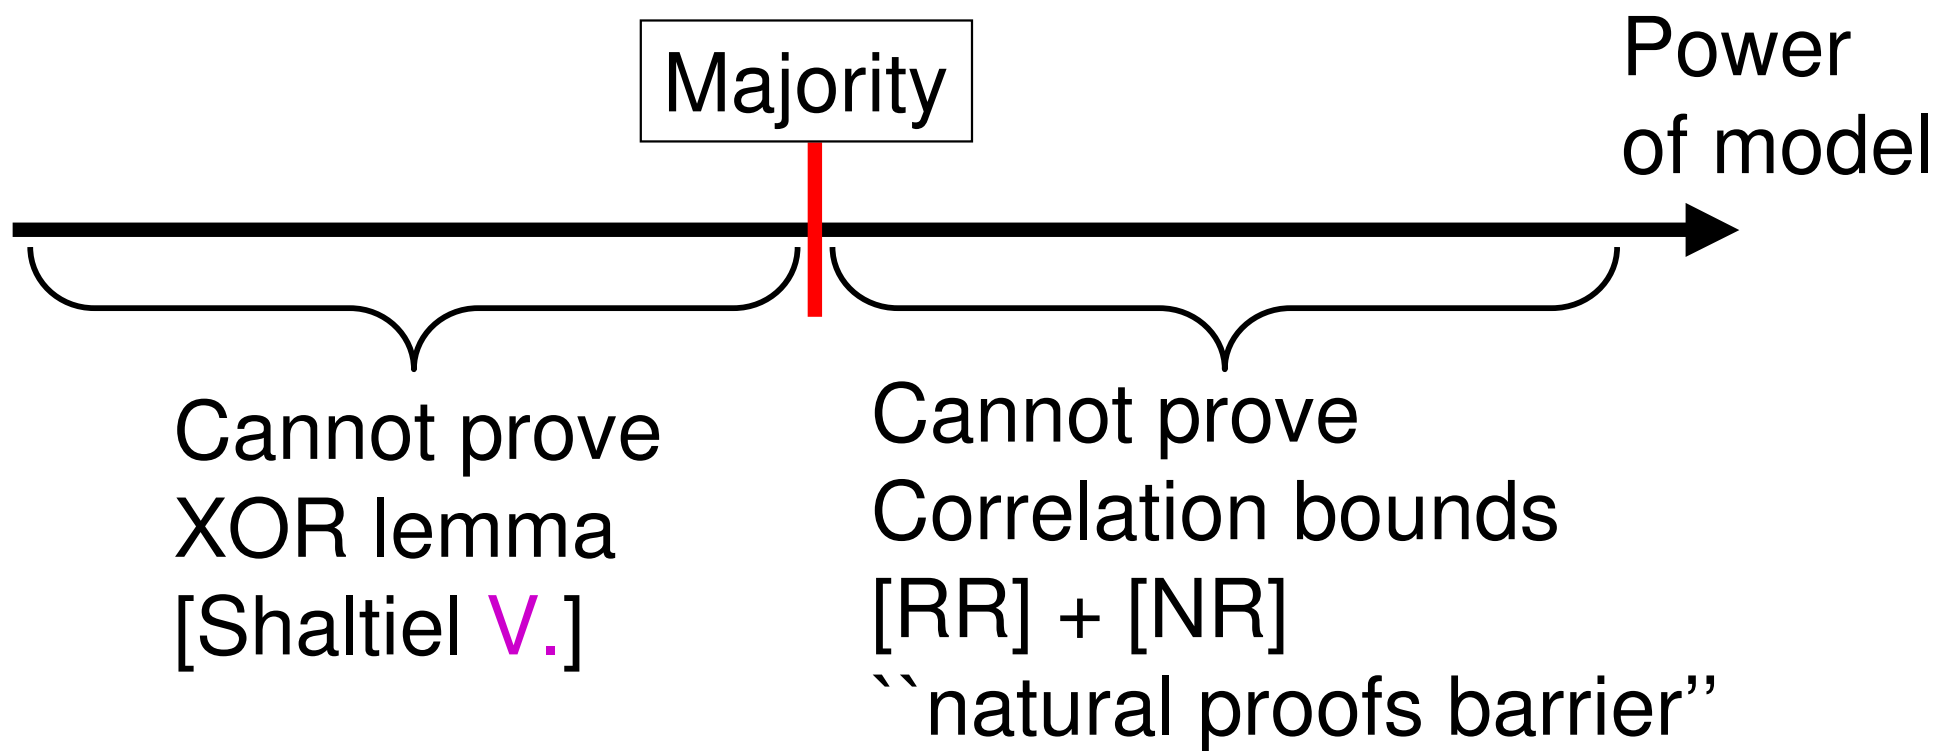 Majority
Power
of model
Cannot prove
XOR lemma
[Shaltiel V.]
Cannot prove
Correlation bounds
[RR] + [NR]
``natural proofs barrier’’